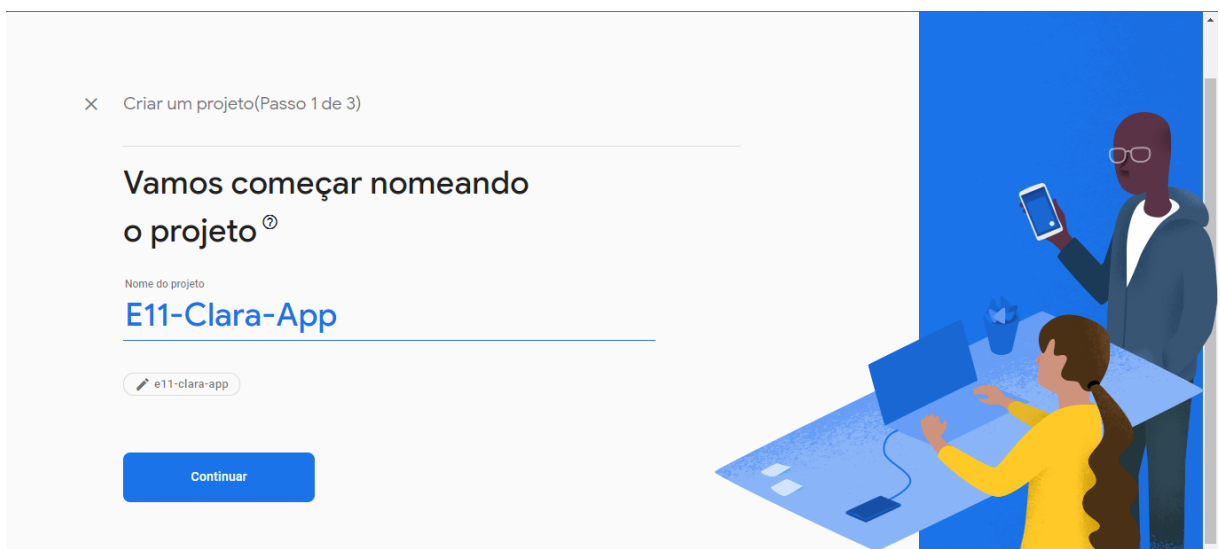 Criar um projeto(Passo 1 de 3)
Vamos começar nomeando
o projeto
Nome do projeto
E11-Clara-App
e11-clara-app
Continuar